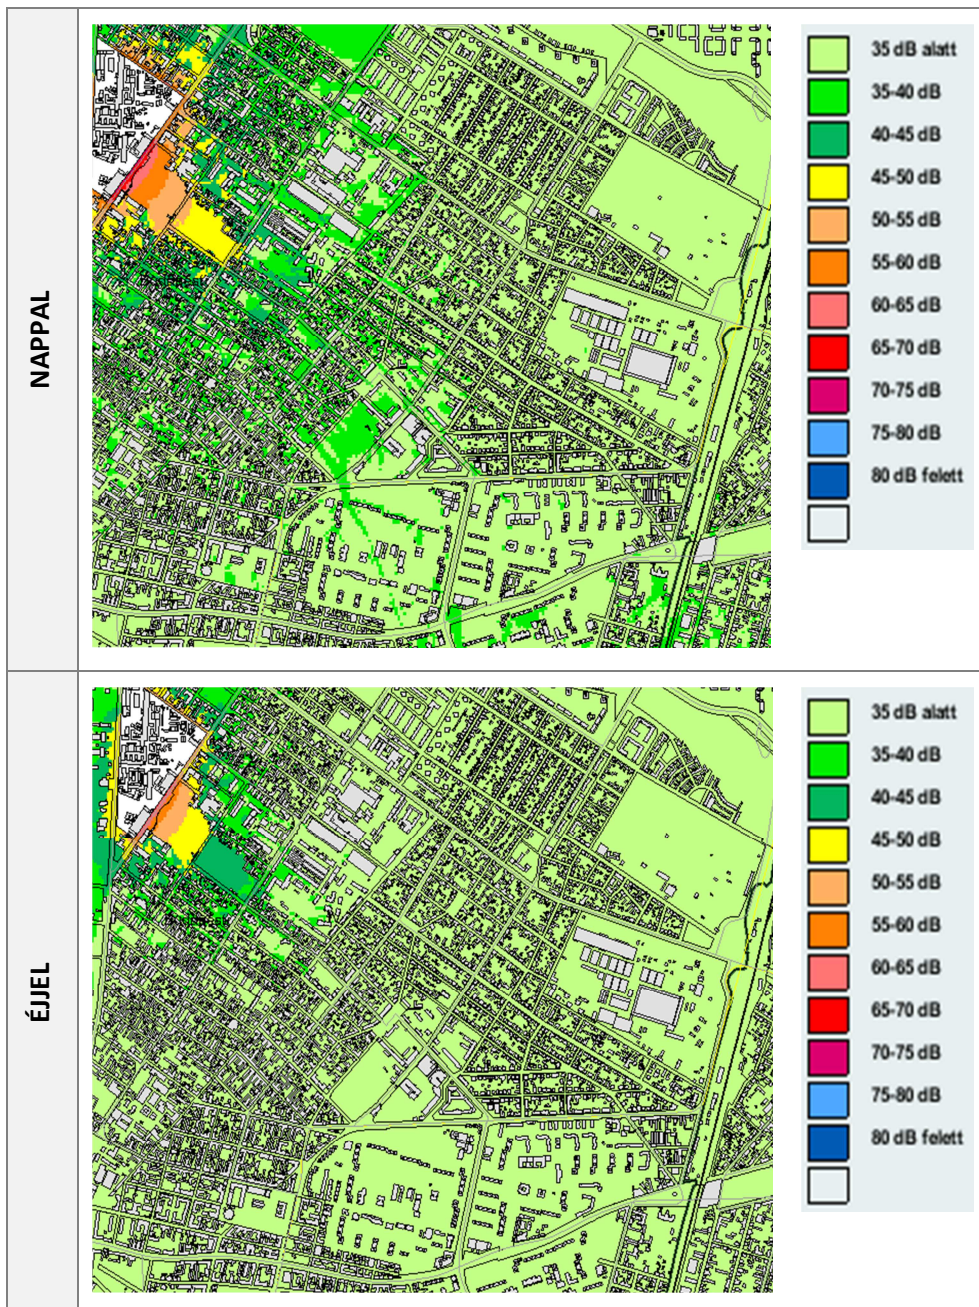 NAPPAL
35 dB alatt
35-40 dB
40-45 dB
45-50 dB
50-55 dB
55-60 dB
60-65 dB
65-70 dB
70-75 dB
75-80 dB
80 dB felett
ÉJJEL
35 dB alatt
35-40 dB
40-45 dB
45-50 dB
50-55 dB
55-60 dB
60-65 dB
65-70 dB
70-75 dB
75-80 dB
80 dB felett